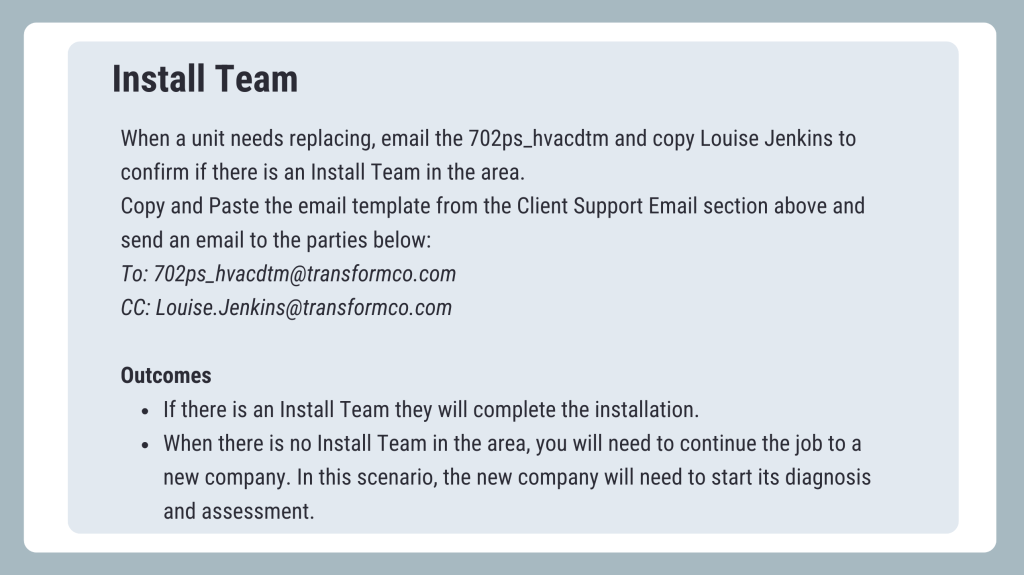 Install Team
When a unit needs replacing, email the 702ps_hvacdtm and copy Louise Jenkins to
confirm if there is an Install Team in the area.
Copy and Paste the email template from the Client Support Email section above and
send an email to the parties below:
To: 702ps_hvacdtm@transformco.com
CC: Louise.Jenkins@transformco.com
Outcomes
• If there is an Install Team they will complete the installation.
• When there is no Install Team in the area, you will need to continue the job to a
new company. In this scenario, the new company will need to start its diagnosis
and assessment.